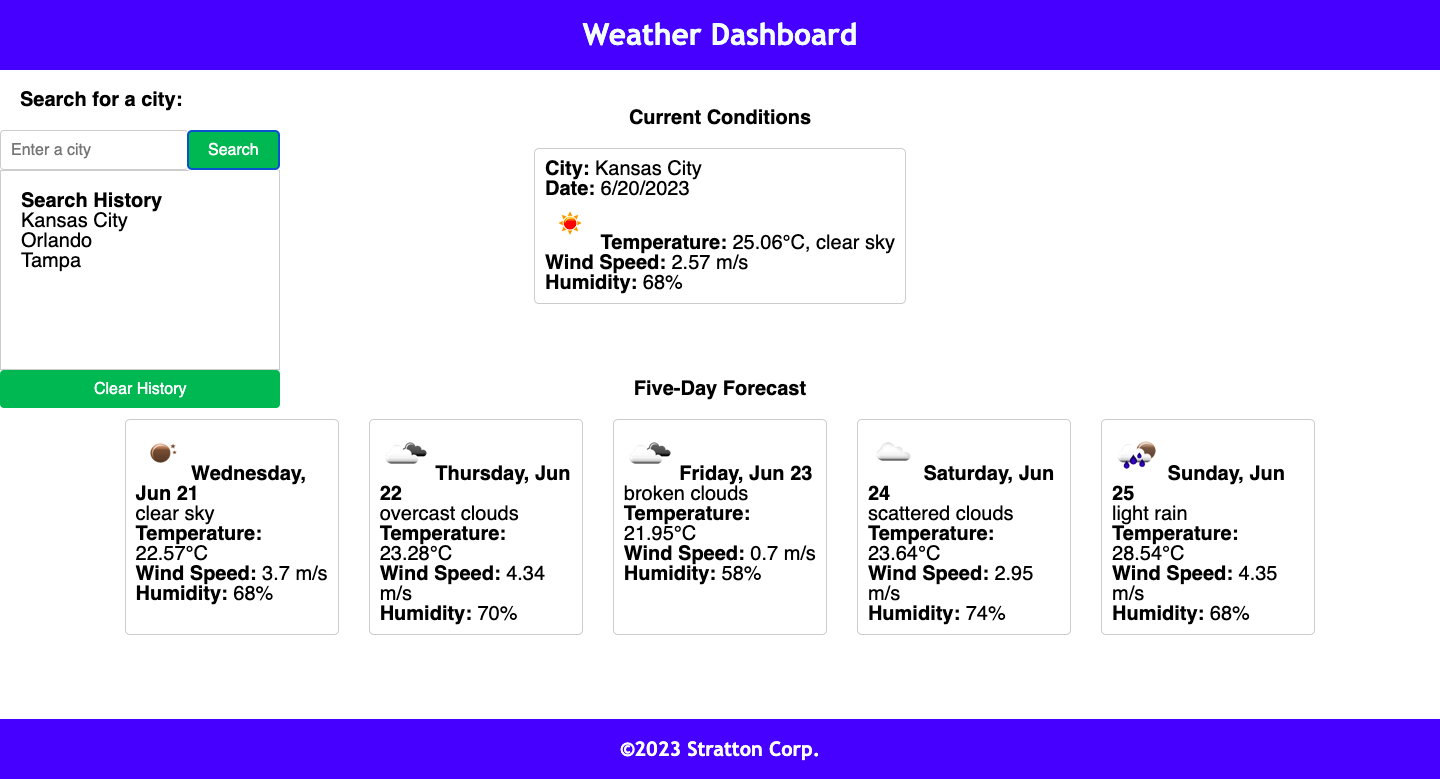 Weather Dashboard
Search for a city:
Enter a city
Search
Search History
Kansas City
Orlando
Tampa
Clear History
Current Conditions
City: Kansas City
Date: 6/20/2023
Temperature: 25.06°C, clear sky
Wind Speed: 2.57 m/s
Humidity: 68%
Five-Day Forecast
Wednesday,
Jun 21
clear sky
Temperature:
22.57°C
Wind Speed: 3.7 m/s
Humidity: 68%
Thursday, Jun
22
overcast clouds
Temperature:
23.28°C
Wind Speed: 4.34
m/s
Humidity: 70%
Friday, Jun 23
broken clouds
Temperature:
21.95°C
Wind Speed: 0.7 m/s
Humidity: 58%
Saturday, Jun
24
scattered clouds
Temperature:
23.64°C
Wind Speed: 2.95
m/s
Humidity: 74%
Sunday, Jun
25
light rain
Temperature:
28.54°C
Wind Speed: 4.35
m/s
Humidity: 68%
©2023 Stratton Corp.